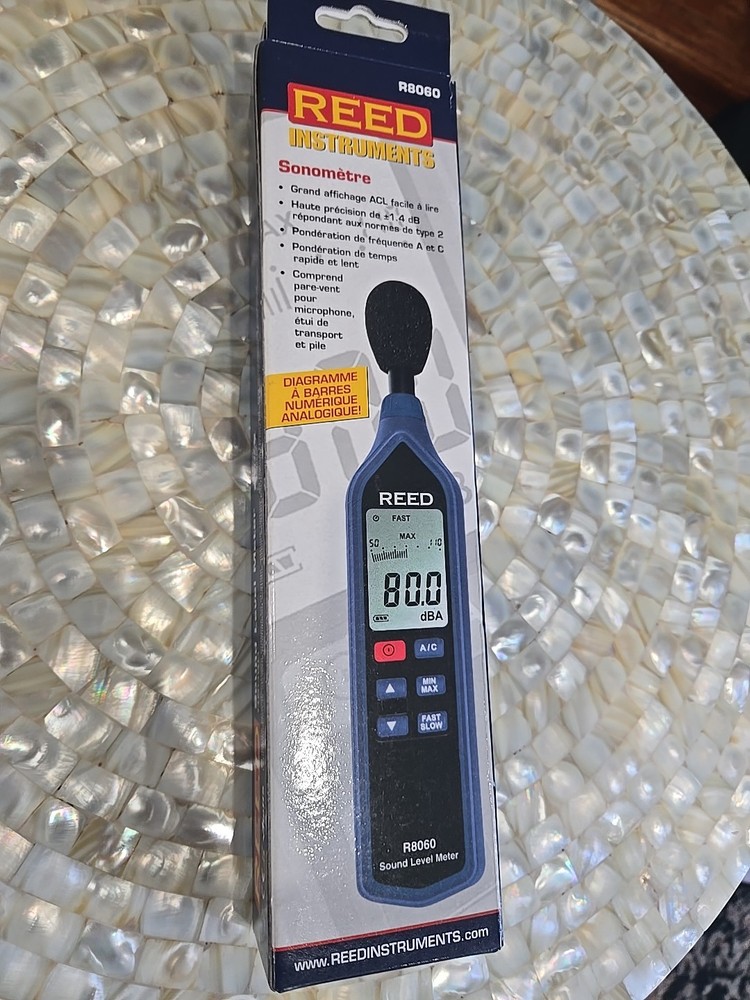 R8060
REED
INSTRUMENTS
Sonomètre
• Grand affichage ACL facile à lire
• Haute précision de ±1.4 dB
répondant aux normes de type 2
• Pondération de fréquence A et C
• Pondération de temps
rapide et lent
• Comprend
pare-vent
pour
microphone,
étui de
transport
et pile
DIAGRAMME
À BARRES
NUMÉRIQUE
ANALOGIQUE!
REED
FAST
MAX
50 110
80.0
dBA
A/C
▲ MIN
MAX
▼ FAST
SLOW
R8060
Sound Level Meter
www.REEDINSTRUMENTS.com